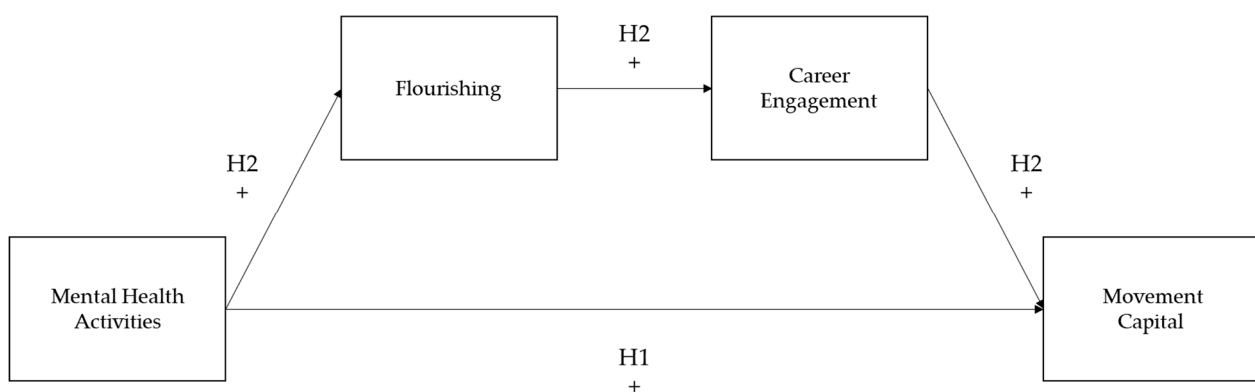 H2
+
Flourishing
Career
Engagement
H2
+
H2
+
Mental Health
Activities
Movement
Capital
H1
+